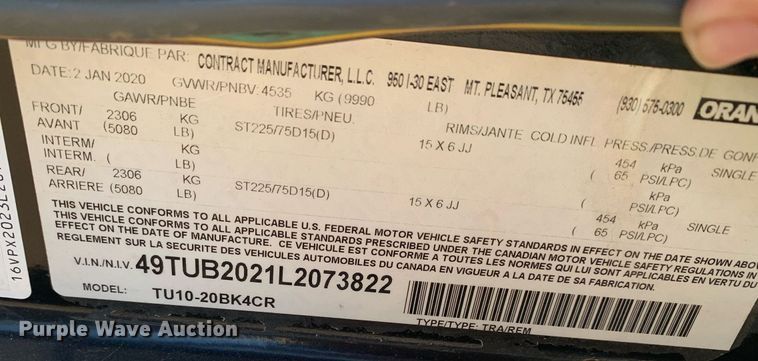 MFG BY/FABRIQUE PAR: CONTRACT MANUFACTURER, L.L.C. 950 I-30 EAST MT. PLEASANT, TX 75455 (930) 575-0300 ORAN
DATE: 2 JAN 2020 GVWR/PNBV: 4535 KG (9990 LB)
GAWR/PNBE TIRES/PNEU. RIMS/JANTE COLD INFL. PRESS./PRESS.DE GONF
FRONT/ 2306 KG ST225/75D15(D) 15 X 6 JJ 454 kPa SINGLE
AVANT (5080 LB) ( 65 PSI/LPC)
INTERM/ KG kPa
INTERM. ( LB) ( PSI/LPC)
REAR/ 2306 KG ST225/75D15(D) 15 X 6 JJ 454 kPa SINGLE
ARRIERE (5080 LB) ( 65 PSI/LPC)
THIS VEHICLE CONFORMS TO ALL APPLICABLE U.S. FEDERAL MOTOR VEHICLE SAFETY STANDARDS IN EFFECT ON THE DATE SHOWN ABOV
THIS VEHICLE CONFORMS TO ALL APPLICABLE STANDARDS PRESCRIBED UNDER THE CANADIAN MOTOR VEHICLE SAFETY REGULATIONS IN
EFFECT ON THE DATE OF MANUFACTURE. CE VEHICULE EST CONFORME A TOUTES LES NORMES QUI LUI SONT APPLICABLES EN VERTU DU
REGLEMENT SUR LA SECURITE DES VEHICULES AUTOMOBILES DU CANADA EN VIGUEUR A LA DATE DE SA FABRICATION.
V.I.N./N.I.V. 49TUB2021L2073822
MODEL: TU10-20BK4CR
TYPE/TYPE: TRA/REM
Purple Wave Auction